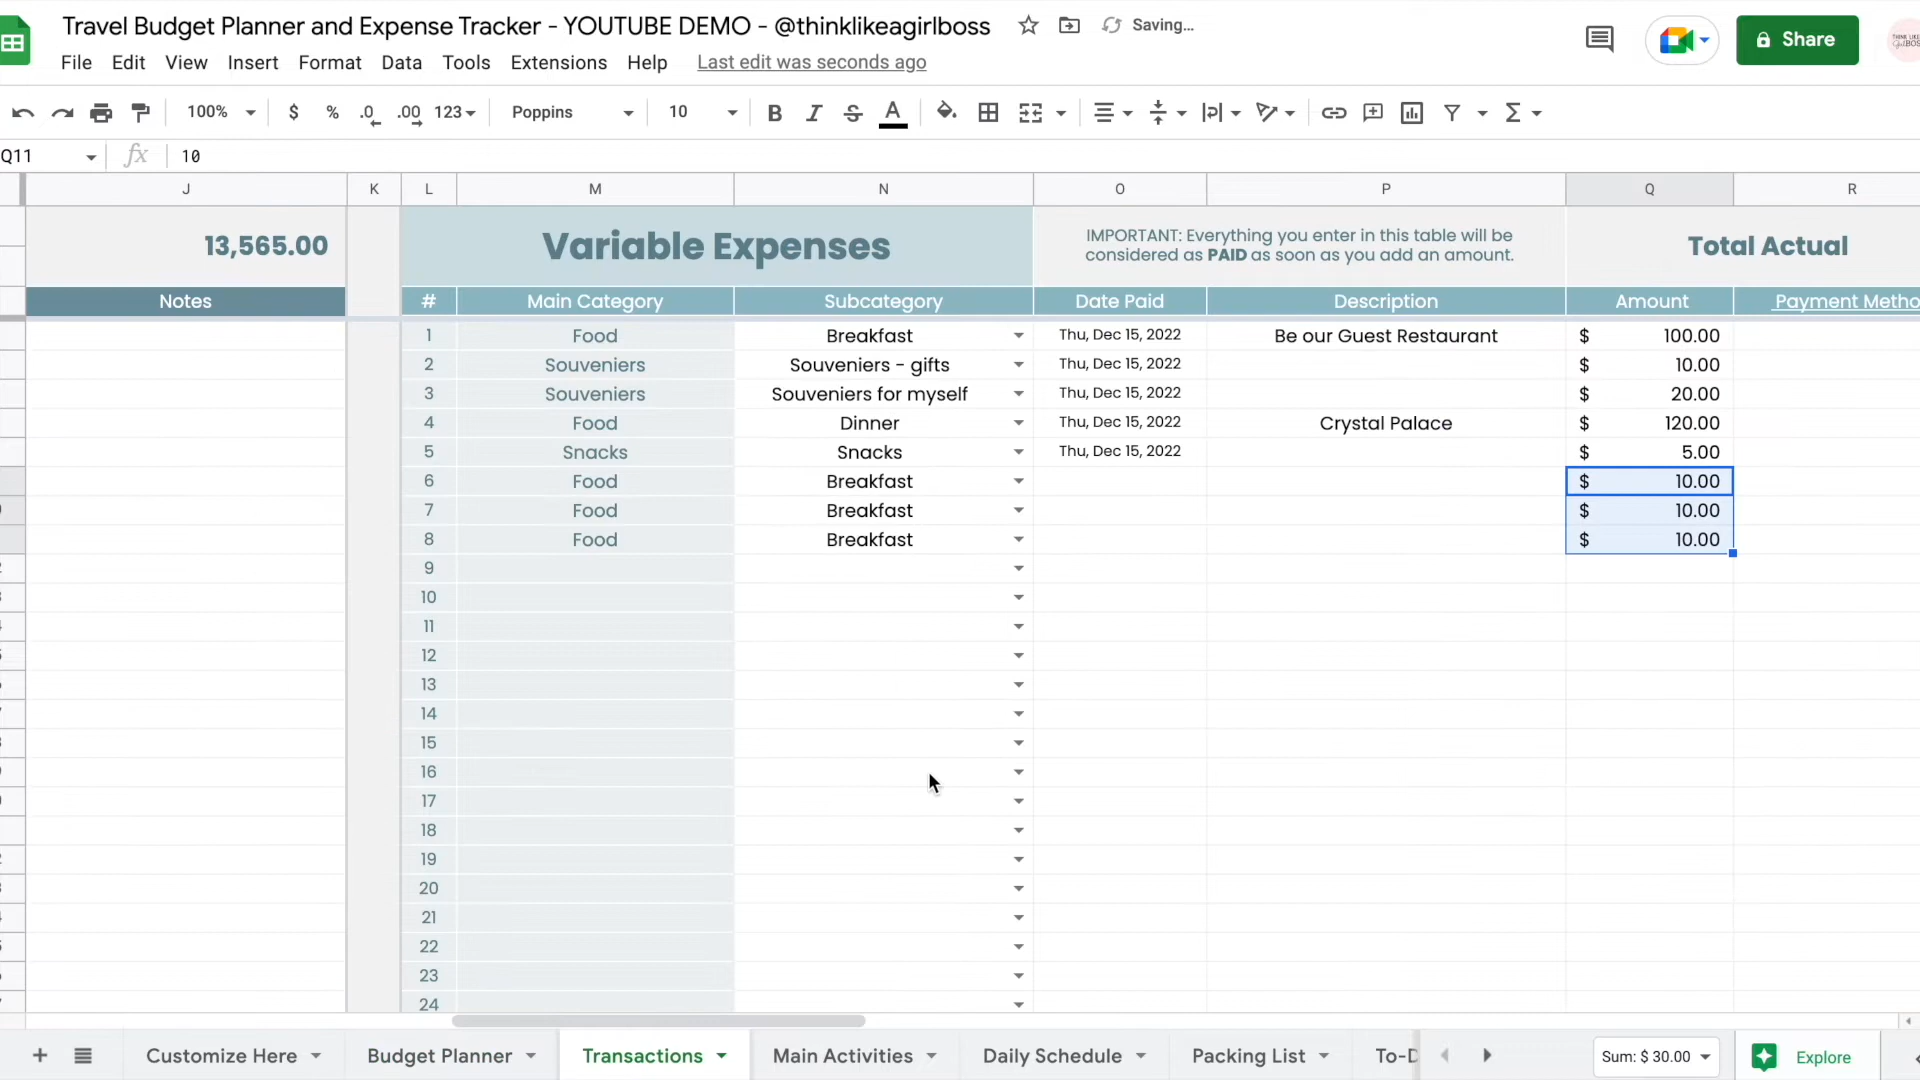 Travel Budget Planner and Expense Tracker - YOUTUBE DEMO - @thinklikeagirlboss Saving...
File Edit View Insert Format Data Tools Extensions Help Last edit was seconds ago
Share
100% $ % .0 .00 123 Poppins 10 B I S A Σ
Q11 fx 10
J K L M N O P Q R
13,565.00 Variable Expenses IMPORTANT: Everything you enter in this table will be
considered as PAID as soon as you add an amount. Total Actual
Notes # Main Category Subcategory Date Paid Description Amount Payment Metho
1 Food Breakfast Thu, Dec 15, 2022 Be our Guest Restaurant $ 100.00
2 Souveniers Souveniers - gifts Thu, Dec 15, 2022 $ 10.00
3 Souveniers Souveniers for myself Thu, Dec 15, 2022 $ 20.00
4 Food Dinner Thu, Dec 15, 2022 Crystal Palace $ 120.00
5 Snacks Snacks Thu, Dec 15, 2022 $ 5.00
6 Food Breakfast $ 10.00
7 Food Breakfast $ 10.00
8 Food Breakfast $ 10.00
9
10
11
12
13
14
15
16
17
18
19
20
21
22
23
24
+ Customize Here Budget Planner Transactions Main Activities Daily Schedule Packing List To-D Sum: $ 30.00 Explore